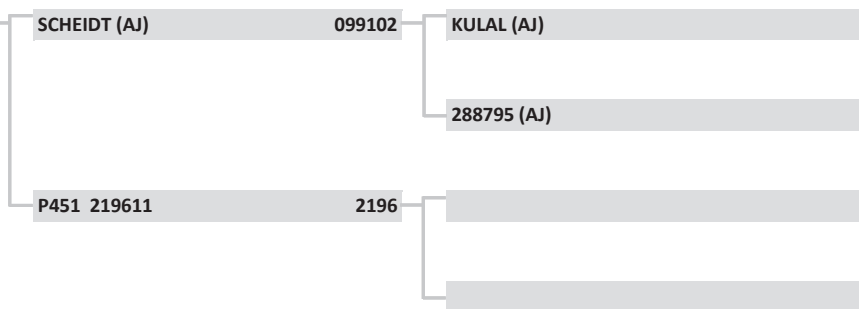 SCHEIDT (AJ) 099102
KULAL (AJ)
288795 (AJ)
P451 219611 2196